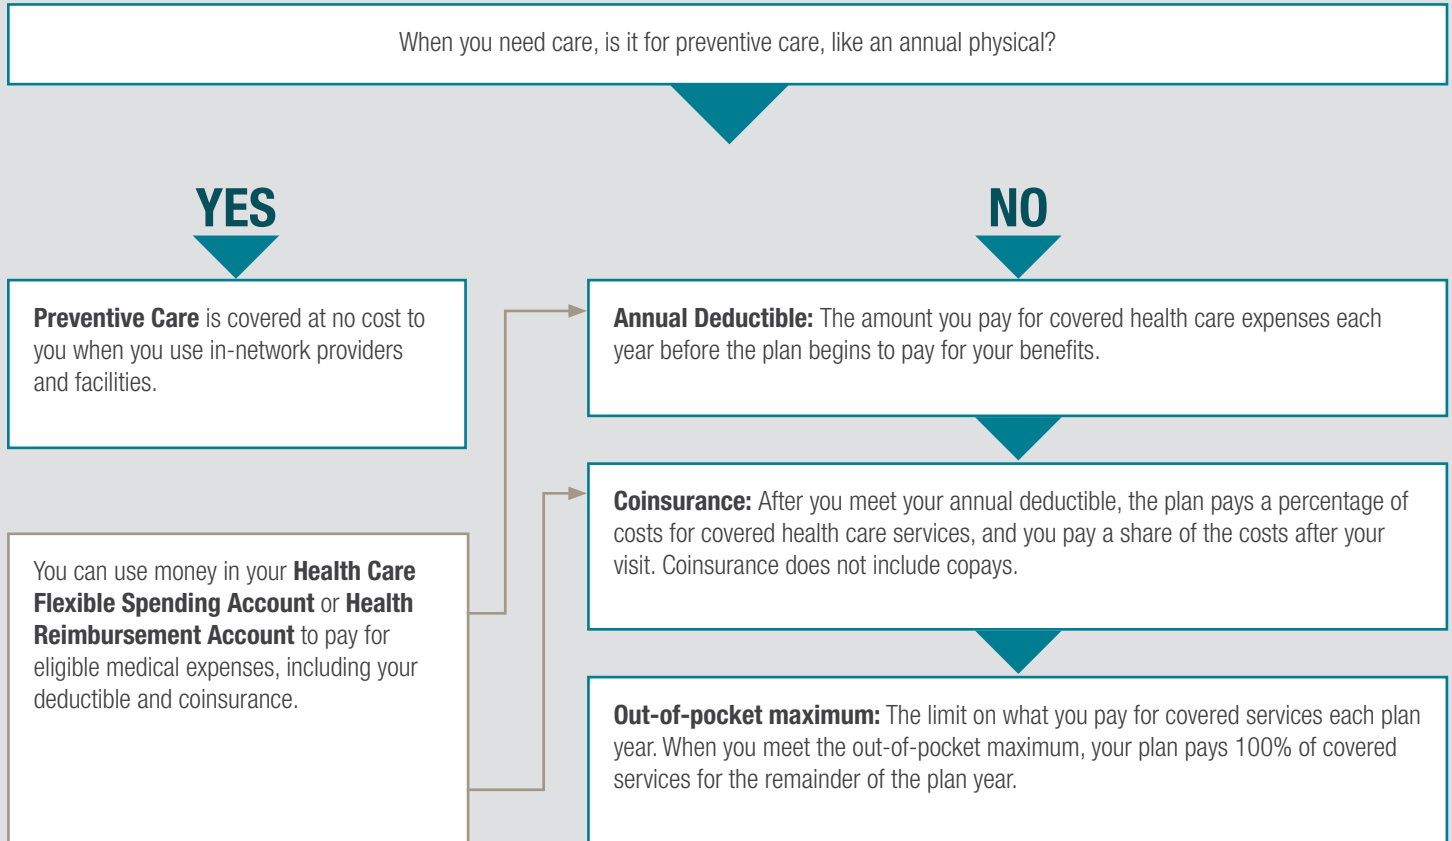 When you need care, is it for preventive care, like an annual physical?
YES
NO
Preventive Care is covered at no cost to
you when you use in-network providers
and facilities.
Annual Deductible: The amount you pay for covered health care expenses each
year before the plan begins to pay for your benefits.
Coinsurance: After you meet your annual deductible, the plan pays a percentage of
costs for covered health care services, and you pay a share of the costs after your
visit. Coinsurance does not include copays.
You can use money in your Health Care
Flexible Spending Account or Health
Reimbursement Account to pay for
eligible medical expenses, including your
deductible and coinsurance.
Out-of-pocket maximum: The limit on what you pay for covered services each plan
year. When you meet the out-of-pocket maximum, your plan pays 100% of covered
services for the remainder of the plan year.